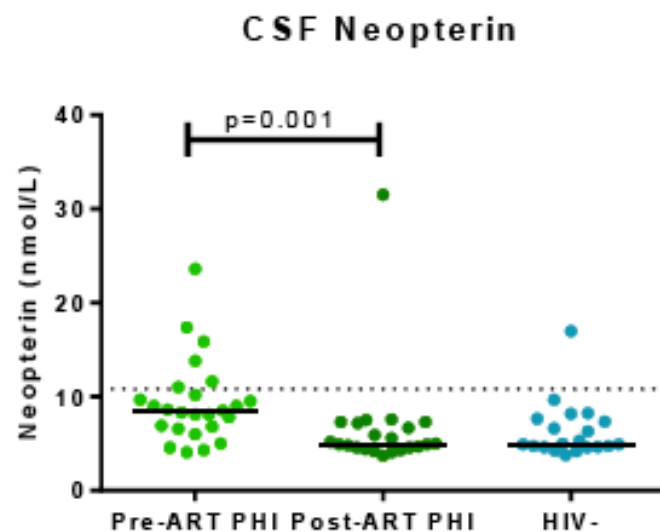 CSF Neopterin
p=0.001
Neopterin (nmol/L)
40
30
20
10
0
Pre-ART PHI Post-ART PHI HIV-